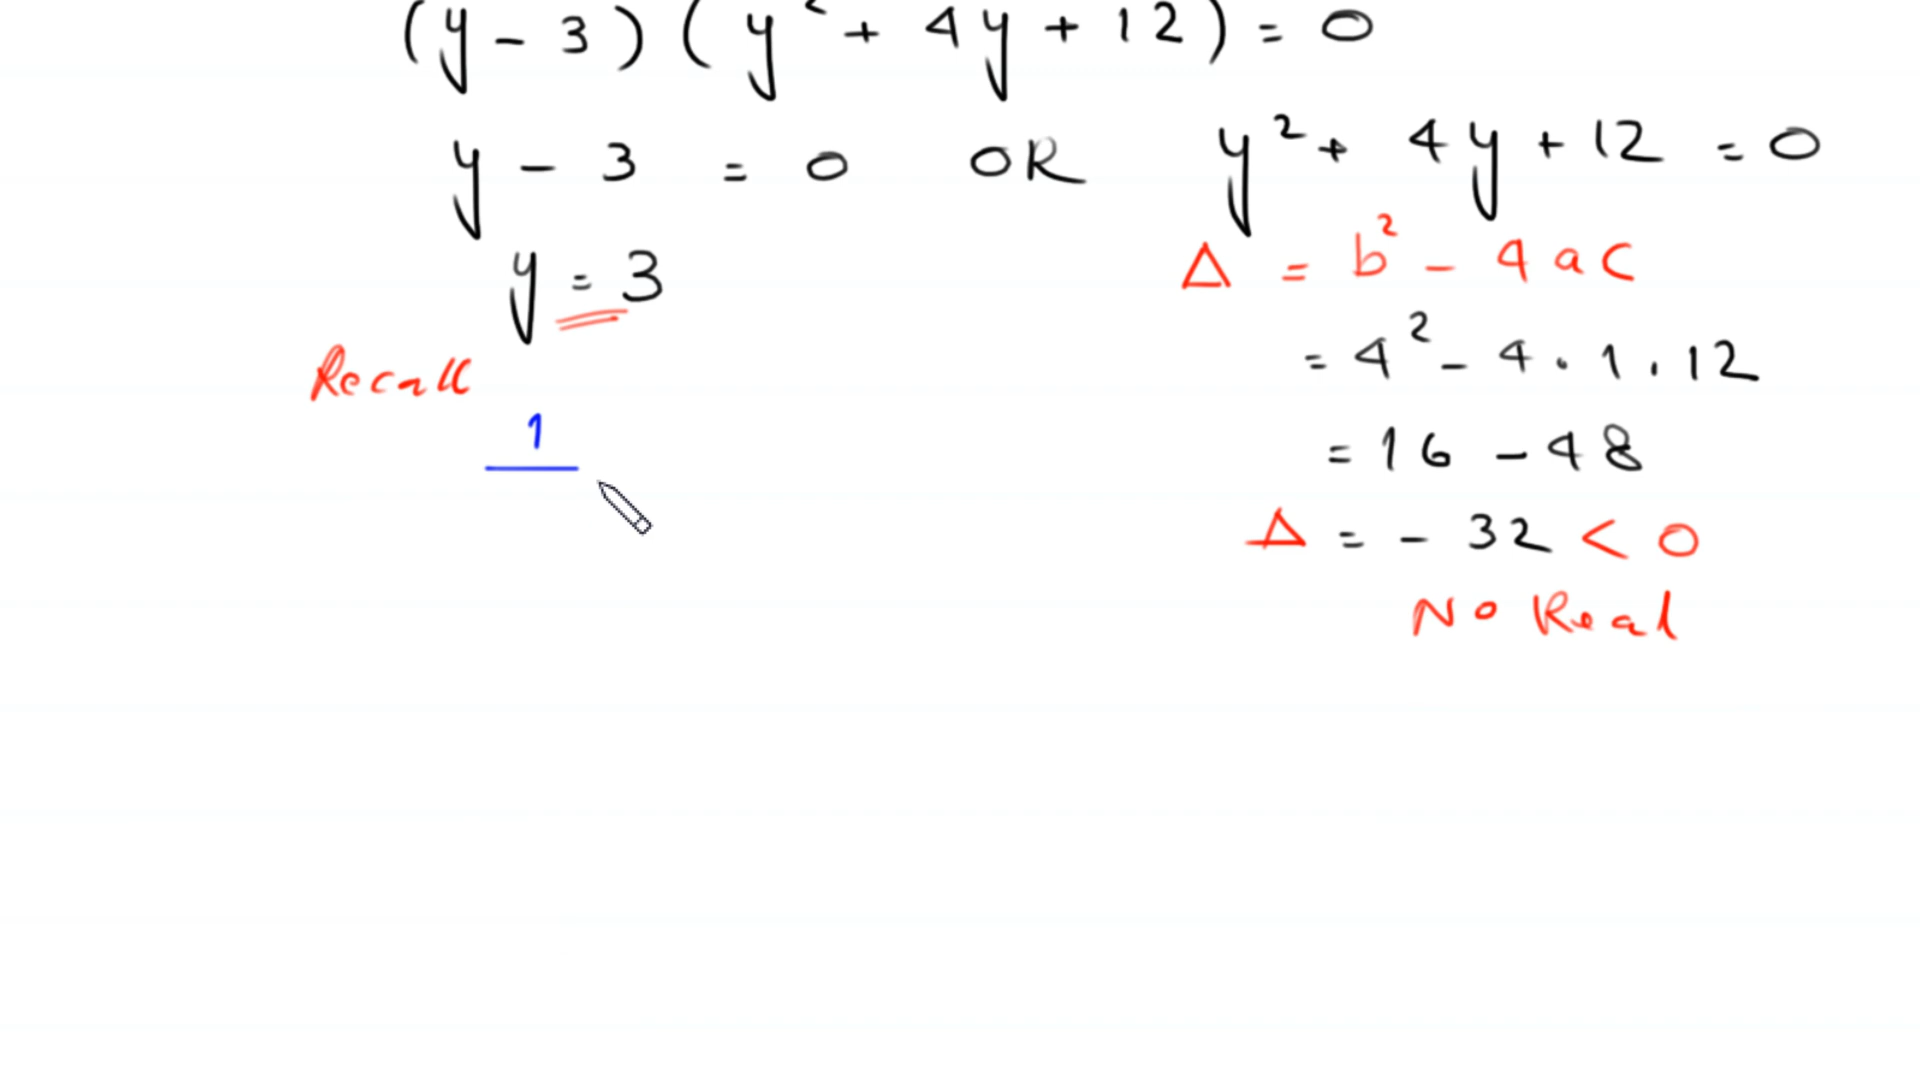 (y - 3) (y² + 4y + 12) = 0
y - 3 = 0 OR y² + 4y + 12 = 0
y = 3
Δ = b² - 4ac
= 4² - 4 · 1 · 12
= 16 - 48
Δ = - 32 < 0
No Real
Recall
1